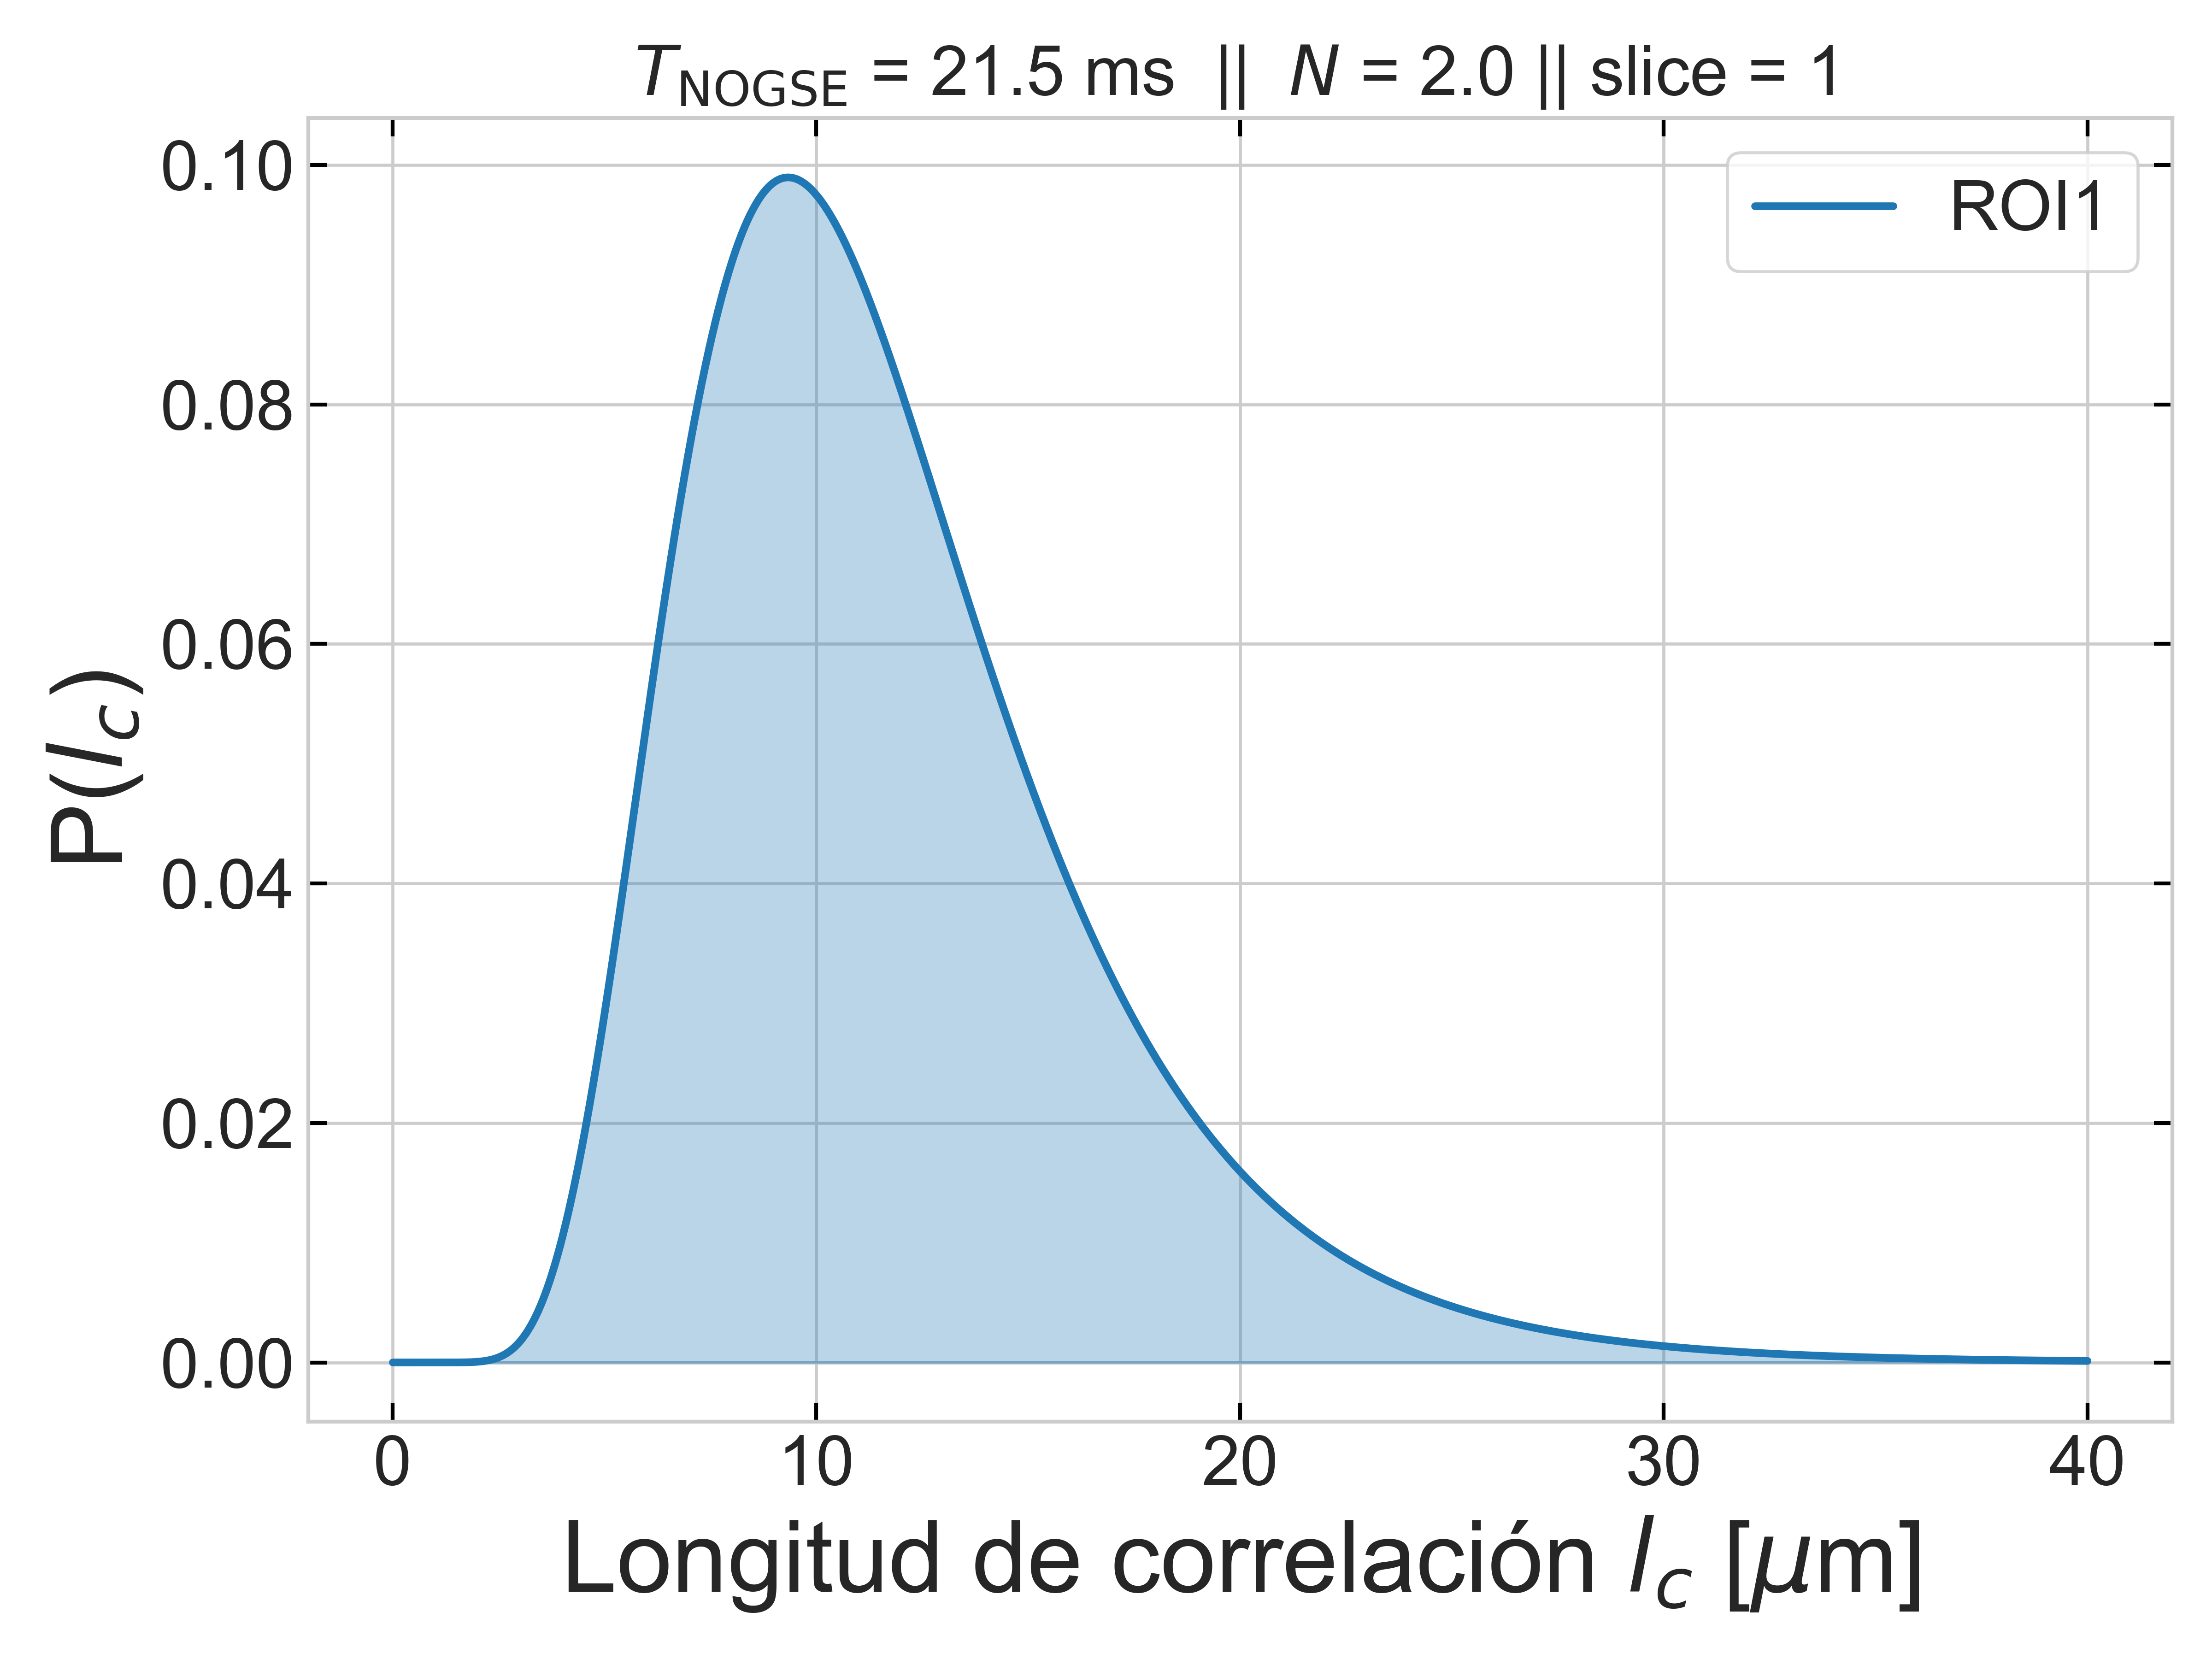 T_NOGSE = 21.5 ms || N = 2.0 || slice = 1
ROI1
P(l_c)
0.10
0.08
0.06
0.04
0.02
0.00
0 10 20 30 40
Longitud de correlación l_c [μm]